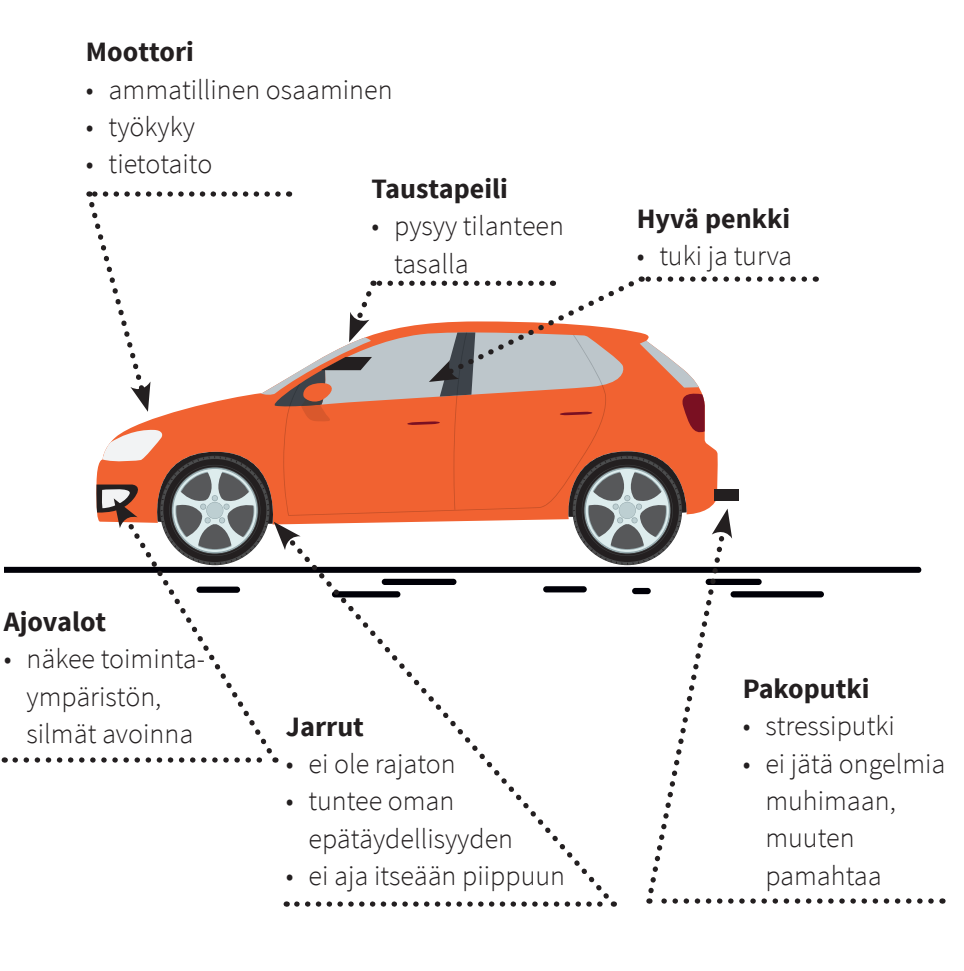 Moottori
• ammatillinen osaaminen
• työkyky
• tietotaito
Taustapeili
• pysyy tilanteen
tasalla
Hyvä penkki
• tuki ja turva
Ajovalot
• näkee toiminta-
ympäristön,
silmät avoinna
Jarrut
• ei ole rajaton
• tuntee oman
epätäydellisyyden
• ei aja itseään piippuun
Pakoputki
• stressiputki
• ei jätä ongelmia
muhimaan,
muuten
pamahtaa